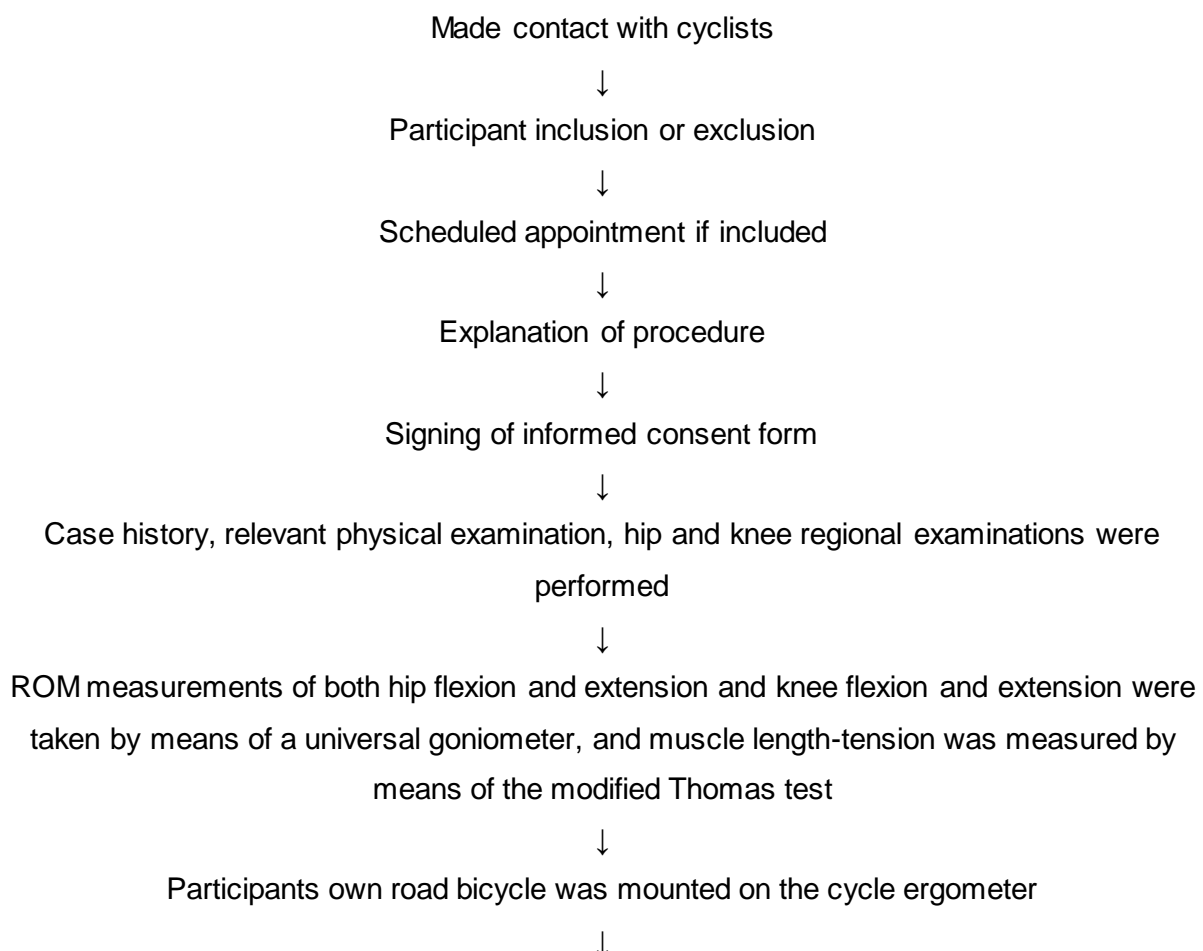 Made contact with cyclists
↓
Participant inclusion or exclusion
↓
Scheduled appointment if included
↓
Explanation of procedure
↓
Signing of informed consent form
↓
Case history, relevant physical examination, hip and knee regional examinations were
performed
↓
ROM measurements of both hip flexion and extension and knee flexion and extension were
taken by means of a universal goniometer, and muscle length-tension was measured by
means of the modified Thomas test
↓
Participants own road bicycle was mounted on the cycle ergometer
↓